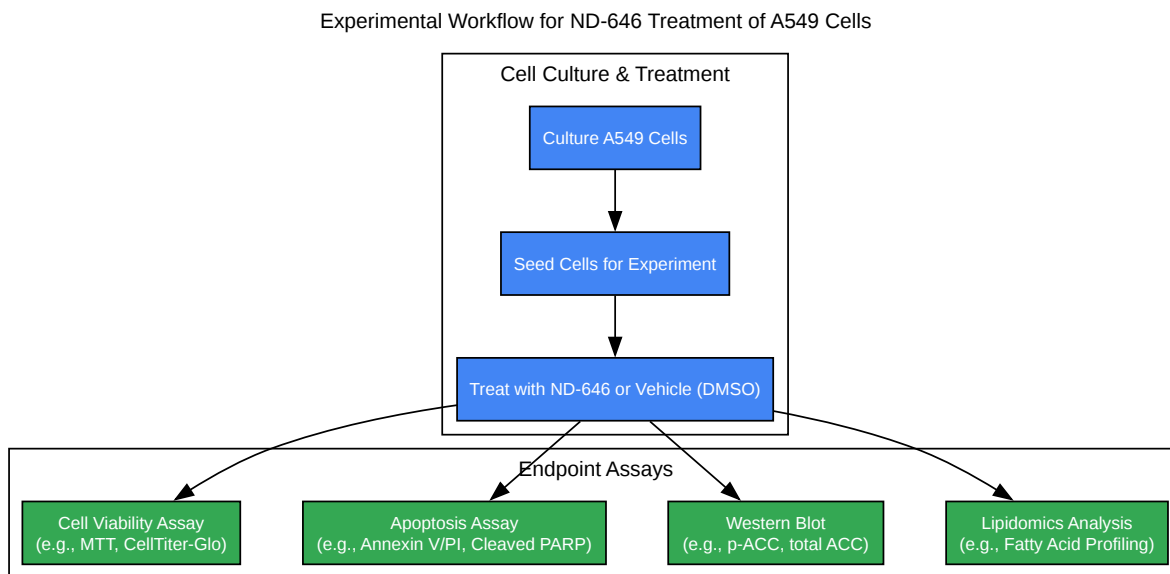 Experimental Workflow for ND-646 Treatment of A549 Cells
Cell Culture & Treatment
Culture A549 Cells
Seed Cells for Experiment
Treat with ND-646 or Vehicle (DMSO)
Endpoint Assays
Cell Viability Assay
(e.g., MTT, CellTiter-Glo)
Apoptosis Assay
(e.g., Annexin V/PI, Cleaved PARP)
Western Blot
(e.g., p-ACC, total ACC)
Lipidomics Analysis
(e.g., Fatty Acid Profiling)